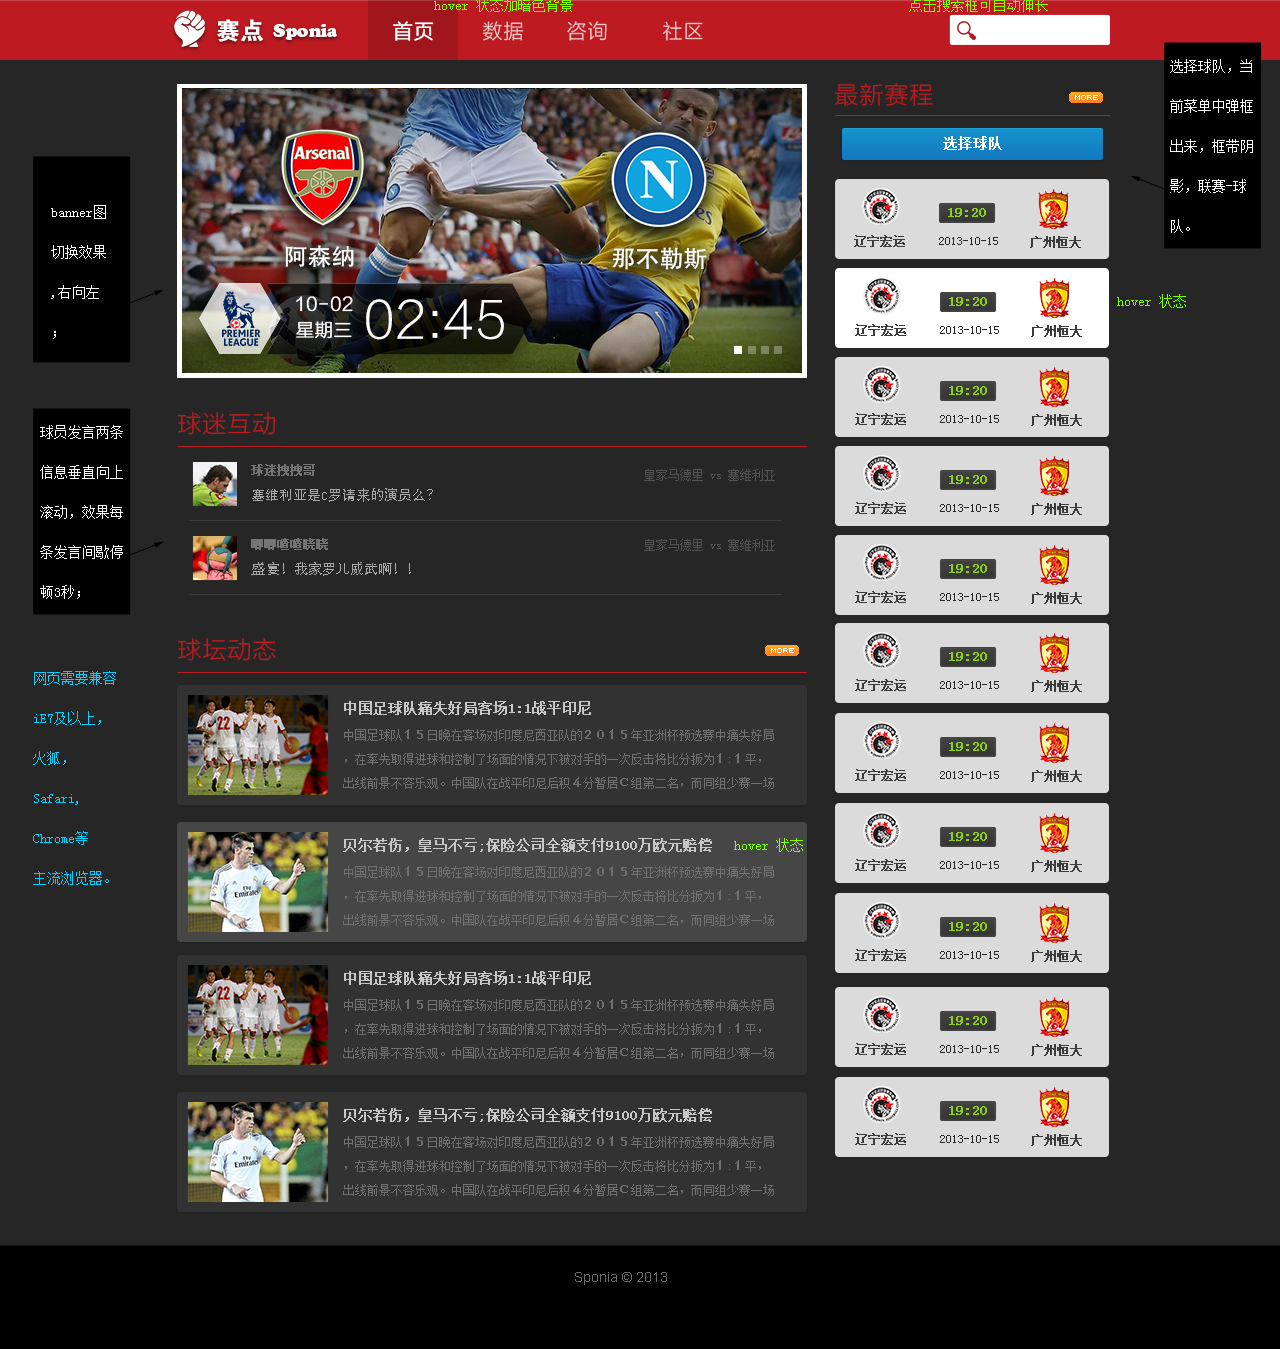 hover 状态加暗色背景
点击搜索框可自动伸长
赛点 Sponia
首页
数据
咨询
社区
选择球队，当
前菜单中弹框
出来，框带阴
影，联赛-球
队。
banner图
切换效果
,右向左
；
Arsenal
阿森纳
N
那不勒斯
PREMIER
LEAGUE
10-02
星期三
02:45
最新赛程
MORE
选择球队
19:20
辽宁宏运
2013-10-15
广州恒大
19:20
辽宁宏运
2013-10-15
广州恒大
hover 状态
19:20
辽宁宏运
2013-10-15
广州恒大
19:20
辽宁宏运
2013-10-15
广州恒大
19:20
辽宁宏运
2013-10-15
广州恒大
19:20
辽宁宏运
2013-10-15
广州恒大
19:20
辽宁宏运
2013-10-15
广州恒大
19:20
辽宁宏运
2013-10-15
广州恒大
19:20
辽宁宏运
2013-10-15
广州恒大
19:20
辽宁宏运
2013-10-15
广州恒大
19:20
辽宁宏运
2013-10-15
广州恒大
球迷互动
球迷拽拽哥
皇家马德里 vs 塞维利亚
塞维利亚是C罗请来的演员么？
唧唧喳喳晓晓
皇家马德里 vs 塞维利亚
盛宴！我家罗儿威武啊！！
球员发言两条
信息垂直向上
滚动，效果每
条发言间歇停
顿3秒；
网页需要兼容
iE7及以上，
火狐，
Safari,
Chrome等
主流浏览器。
球坛动态
MORE
中国足球队痛失好局客场1:1战平印尼
中国足球队１５日晚在客场对印度尼西亚队的２０１５年亚洲杯预选赛中痛失好局
，在率先取得进球和控制了场面的情况下被对手的一次反击将比分扳为１:１平，
出线前景不容乐观。中国队在战平印尼后积４分暂居Ｃ组第二名，而同组少赛一场
贝尔若伤，皇马不亏;保险公司全额支付9100万欧元赔偿
hover 状态
中国足球队１５日晚在客场对印度尼西亚队的２０１５年亚洲杯预选赛中痛失好局
，在率先取得进球和控制了场面的情况下被对手的一次反击将比分扳为１:１平，
出线前景不容乐观。中国队在战平印尼后积４分暂居Ｃ组第二名，而同组少赛一场
中国足球队痛失好局客场1:1战平印尼
中国足球队１５日晚在客场对印度尼西亚队的２０１５年亚洲杯预选赛中痛失好局
，在率先取得进球和控制了场面的情况下被对手的一次反击将比分扳为１:１平，
出线前景不容乐观。中国队在战平印尼后积４分暂居Ｃ组第二名，而同组少赛一场
贝尔若伤，皇马不亏;保险公司全额支付9100万欧元赔偿
中国足球队１５日晚在客场对印度尼西亚队的２０１５年亚洲杯预选赛中痛失好局
，在率先取得进球和控制了场面的情况下被对手的一次反击将比分扳为１:１平，
出线前景不容乐观。中国队在战平印尼后积４分暂居Ｃ组第二名，而同组少赛一场
Sponia © 2013